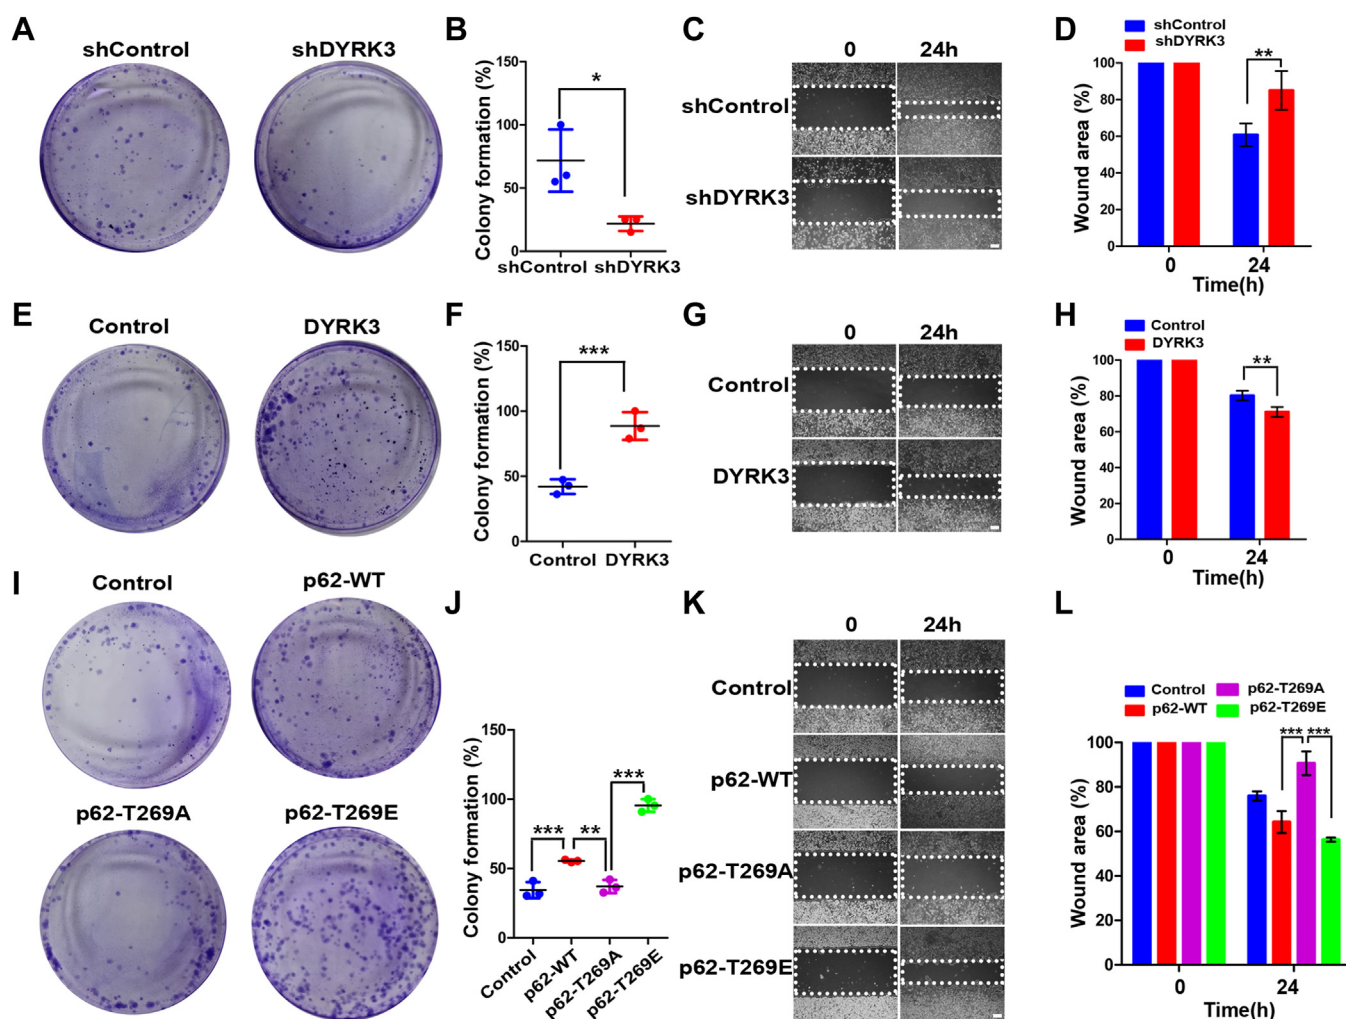 A
shControl
shDYRK3
B
Colony formation (%)
150
100
50
0
*
shControl shDYRK3
C
0 24h
shControl
shDYRK3
D
shControl
shDYRK3
Wound area (%)
100
80
60
40
20
0
**
0 24
Time(h)
E
Control
DYRK3
F
Colony formation (%)
150
100
50
0
***
Control DYRK3
G
0 24h
Control
DYRK3
H
Control
DYRK3
Wound area (%)
100
80
60
40
20
0
**
0 24
Time(h)
I
Control
p62-WT
p62-T269A
p62-T269E
J
Colony formation (%)
150
100
50
0
*** ** ***
Control
p62-WT
p62-T269A
p62-T269E
K
0 24h
Control
p62-WT
p62-T269A
p62-T269E
L
Control p62-T269A
p62-WT p62-T269E
Wound area (%)
100
80
60
40
20
0
*** ***
0 24
Time(h)